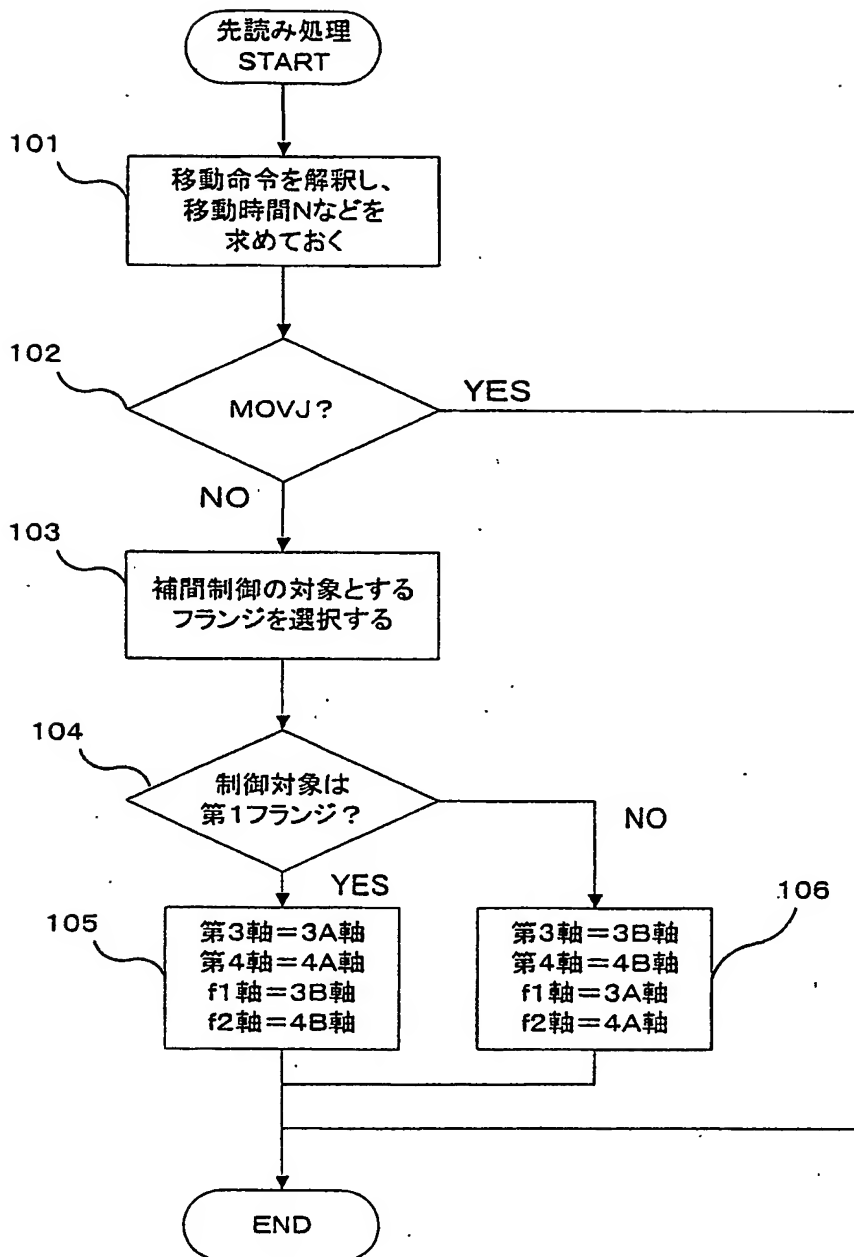 先読み処理
START
101
移動命令を解釈し、
移動時間Nなどを
求めておく
102
MOVJ?
YES
NO
103
補間制御の対象とする
フランジを選択する
104
制御対象は
第1フランジ?
NO
YES
105
第3軸=3A軸
第4軸=4A軸
f1軸=3B軸
f2軸=4B軸
106
第3軸=3B軸
第4軸=4B軸
f1軸=3A軸
f2軸=4A軸
END